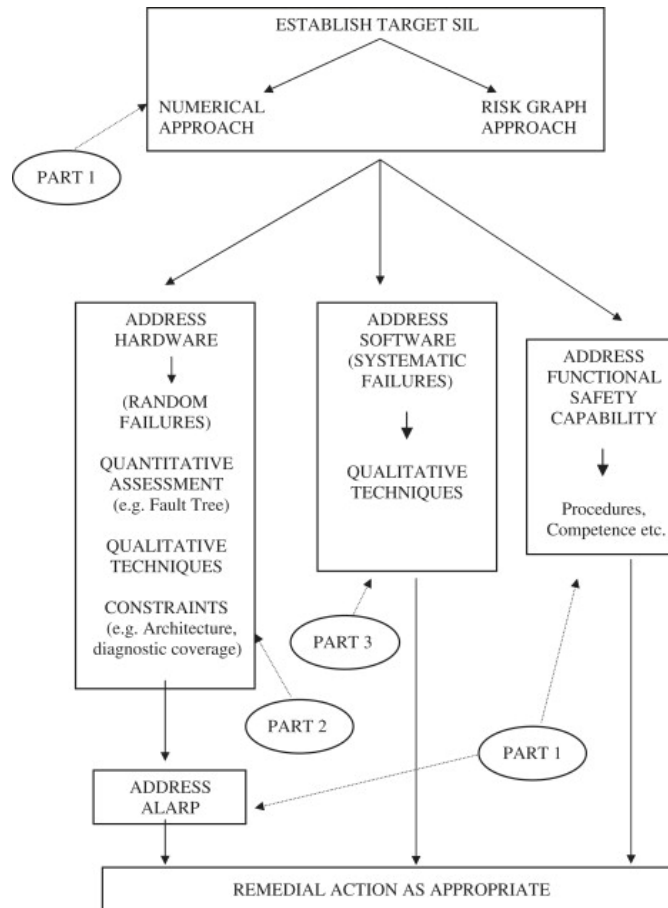 ESTABLISH TARGET SIL
NUMERICAL
APPROACH
RISK GRAPH
APPROACH
PART 1
ADDRESS
HARDWARE
(RANDOM
FAILURES)
QUANTITATIVE
ASSESSMENT
(e.g. Fault Tree)
QUALITATIVE
TECHNIQUES
CONSTRAINTS
(e.g. Architecture,
diagnostic coverage)
ADDRESS
SOFTWARE
(SYSTEMATIC
FAILURES)
QUALITATIVE
TECHNIQUES
ADDRESS
FUNCTIONAL
SAFETY
CAPABILITY
Procedures,
Competence etc.
PART 3
PART 2
PART 1
ADDRESS
ALARP
REMEDIAL ACTION AS APPROPRIATE